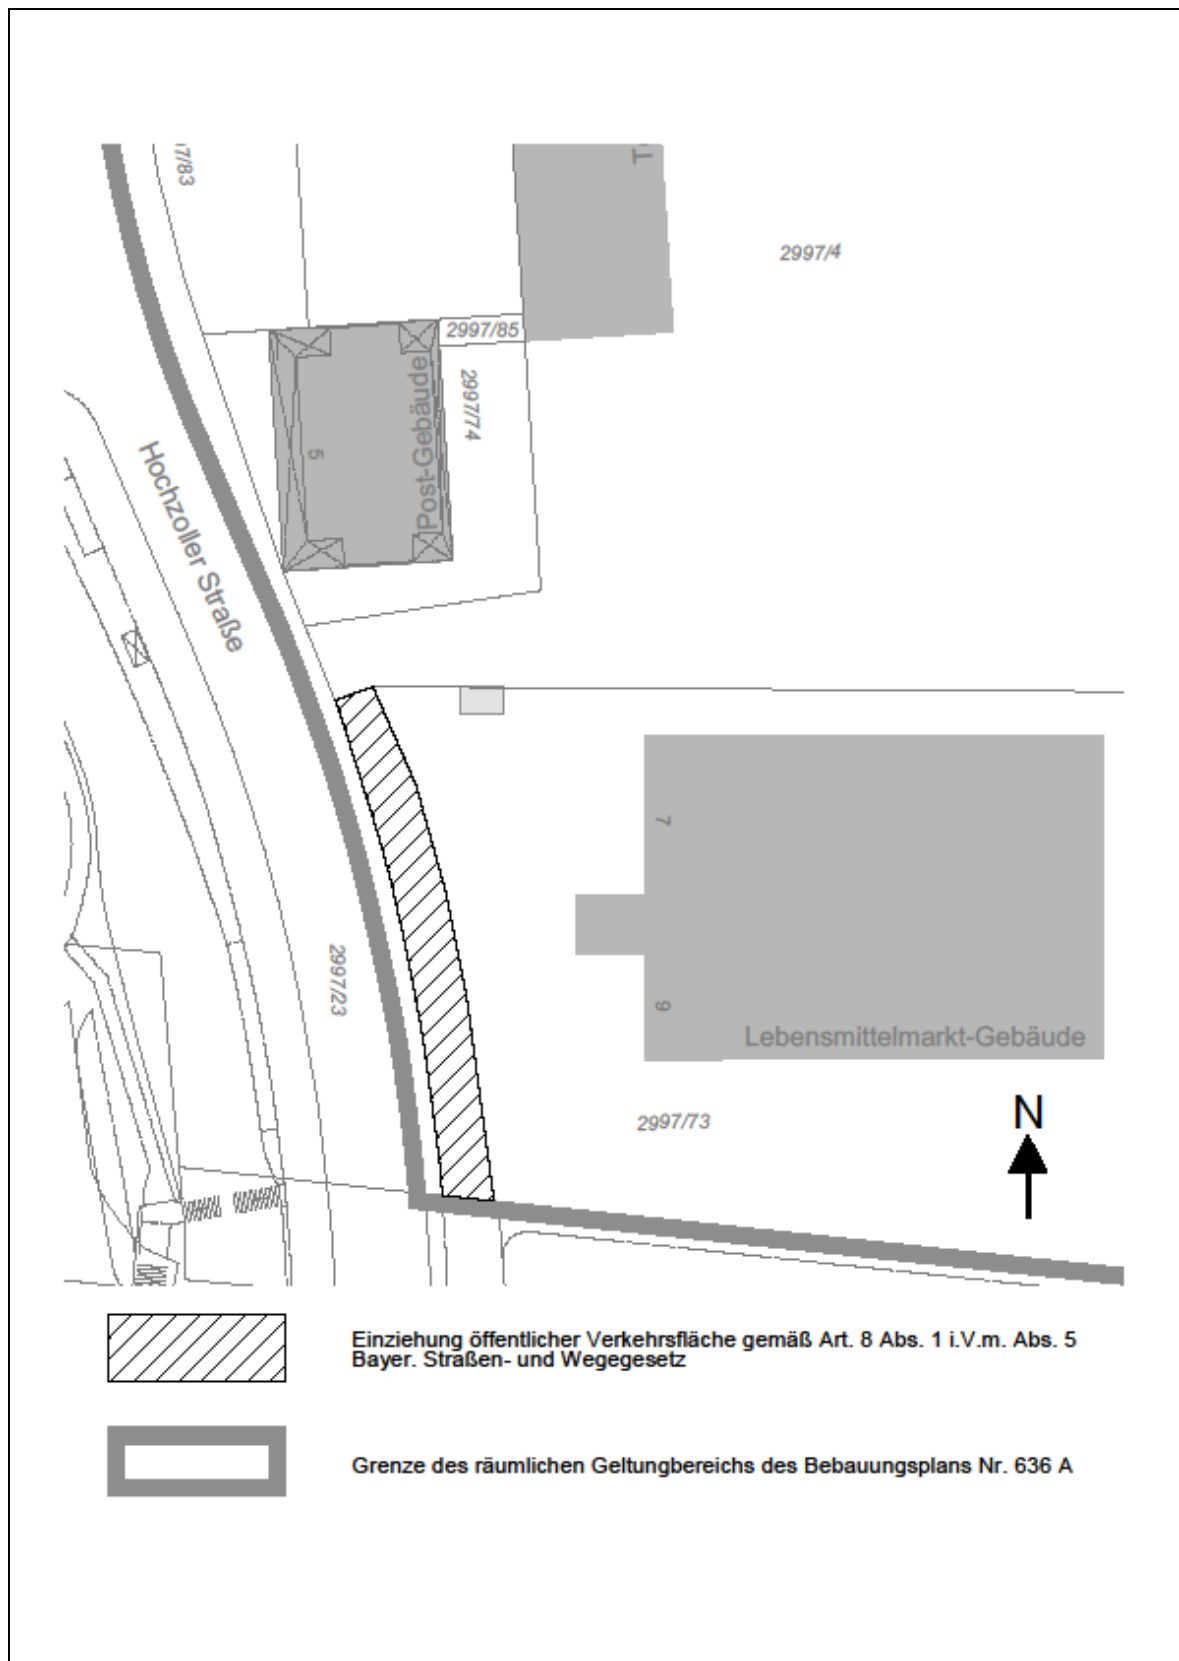 7/83
2997/4
2997/85
Post-Gebäude
5
2997/74
Hochzoller Straße
7
2997/23
9
Lebensmittelmarkt-Gebäude
2997/73
N
Einziehung öffentlicher Verkehrsfläche gemäß Art. 8 Abs. 1 i.V.m. Abs. 5
Bayer. Straßen- und Wegegesetz
Grenze des räumlichen Geltungbereichs des Bebauungsplans Nr. 636 A